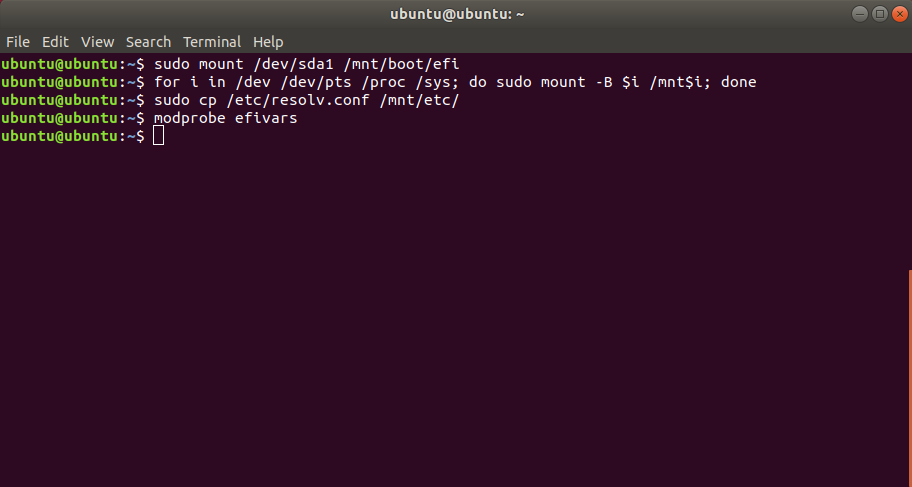 ubuntu@ubuntu: ~
File Edit View Search Terminal Help
ubuntu@ubuntu:~$ sudo mount /dev/sda1 /mnt/boot/efi
ubuntu@ubuntu:~$ for i in /dev /dev/pts /proc /sys; do sudo mount -B $i /mnt$i; done
ubuntu@ubuntu:~$ sudo cp /etc/resolv.conf /mnt/etc/
ubuntu@ubuntu:~$ modprobe efivars
ubuntu@ubuntu:~$